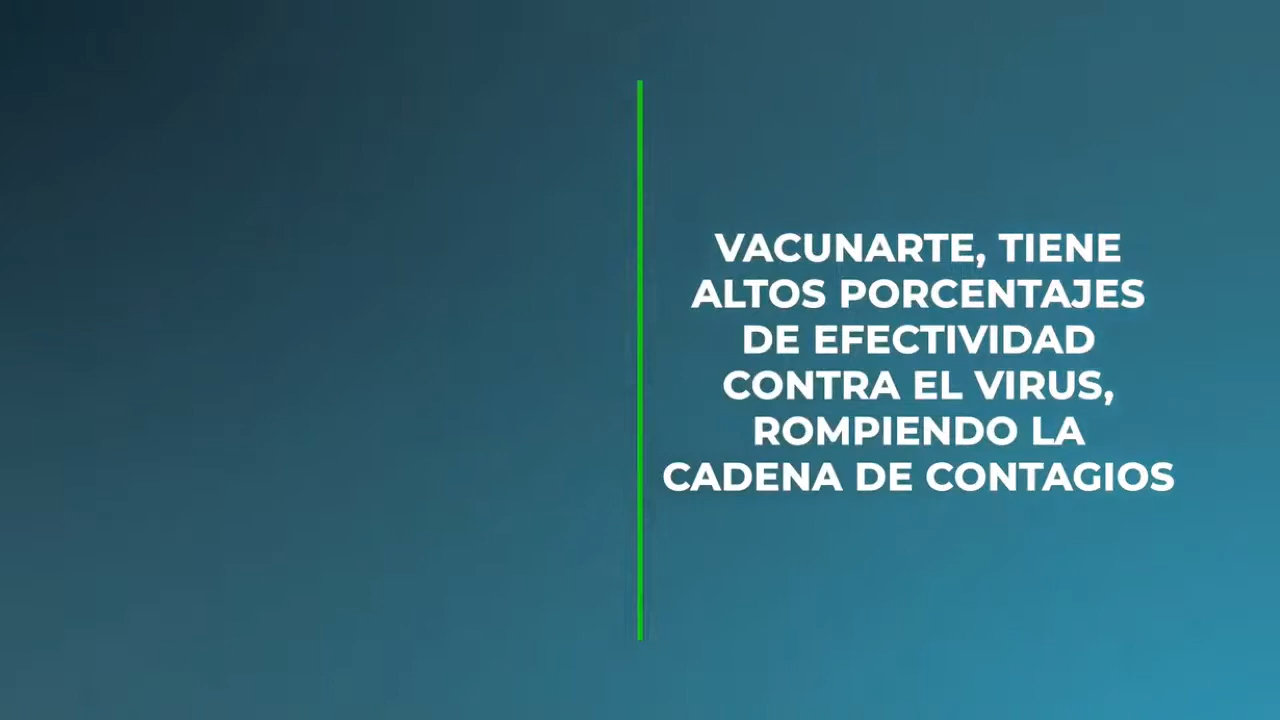 VACUNARTE, TIENE
ALTOS PORCENTAJES
DE EFECTIVIDAD
CONTRA EL VIRUS,
ROMPIENDO LA
CADENA DE CONTAGIOS